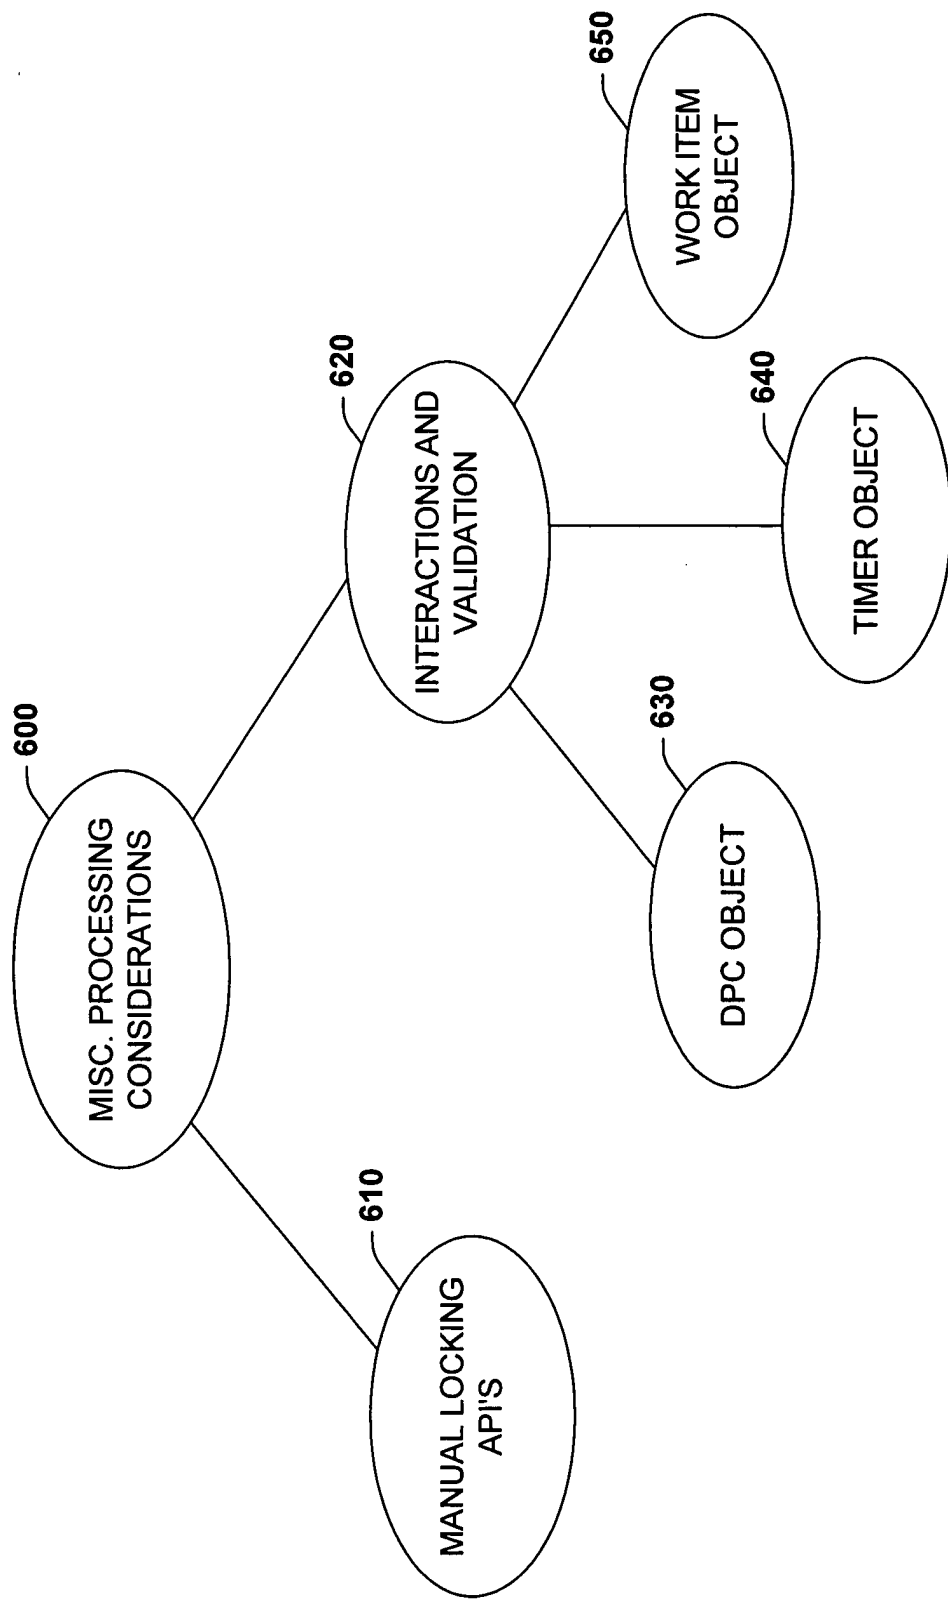 600
MISC. PROCESSING
CONSIDERATIONS
610
MANUAL LOCKING
API'S
620
INTERACTIONS AND
VALIDATION
630
DPC OBJECT
640
TIMER OBJECT
650
WORK ITEM
OBJECT